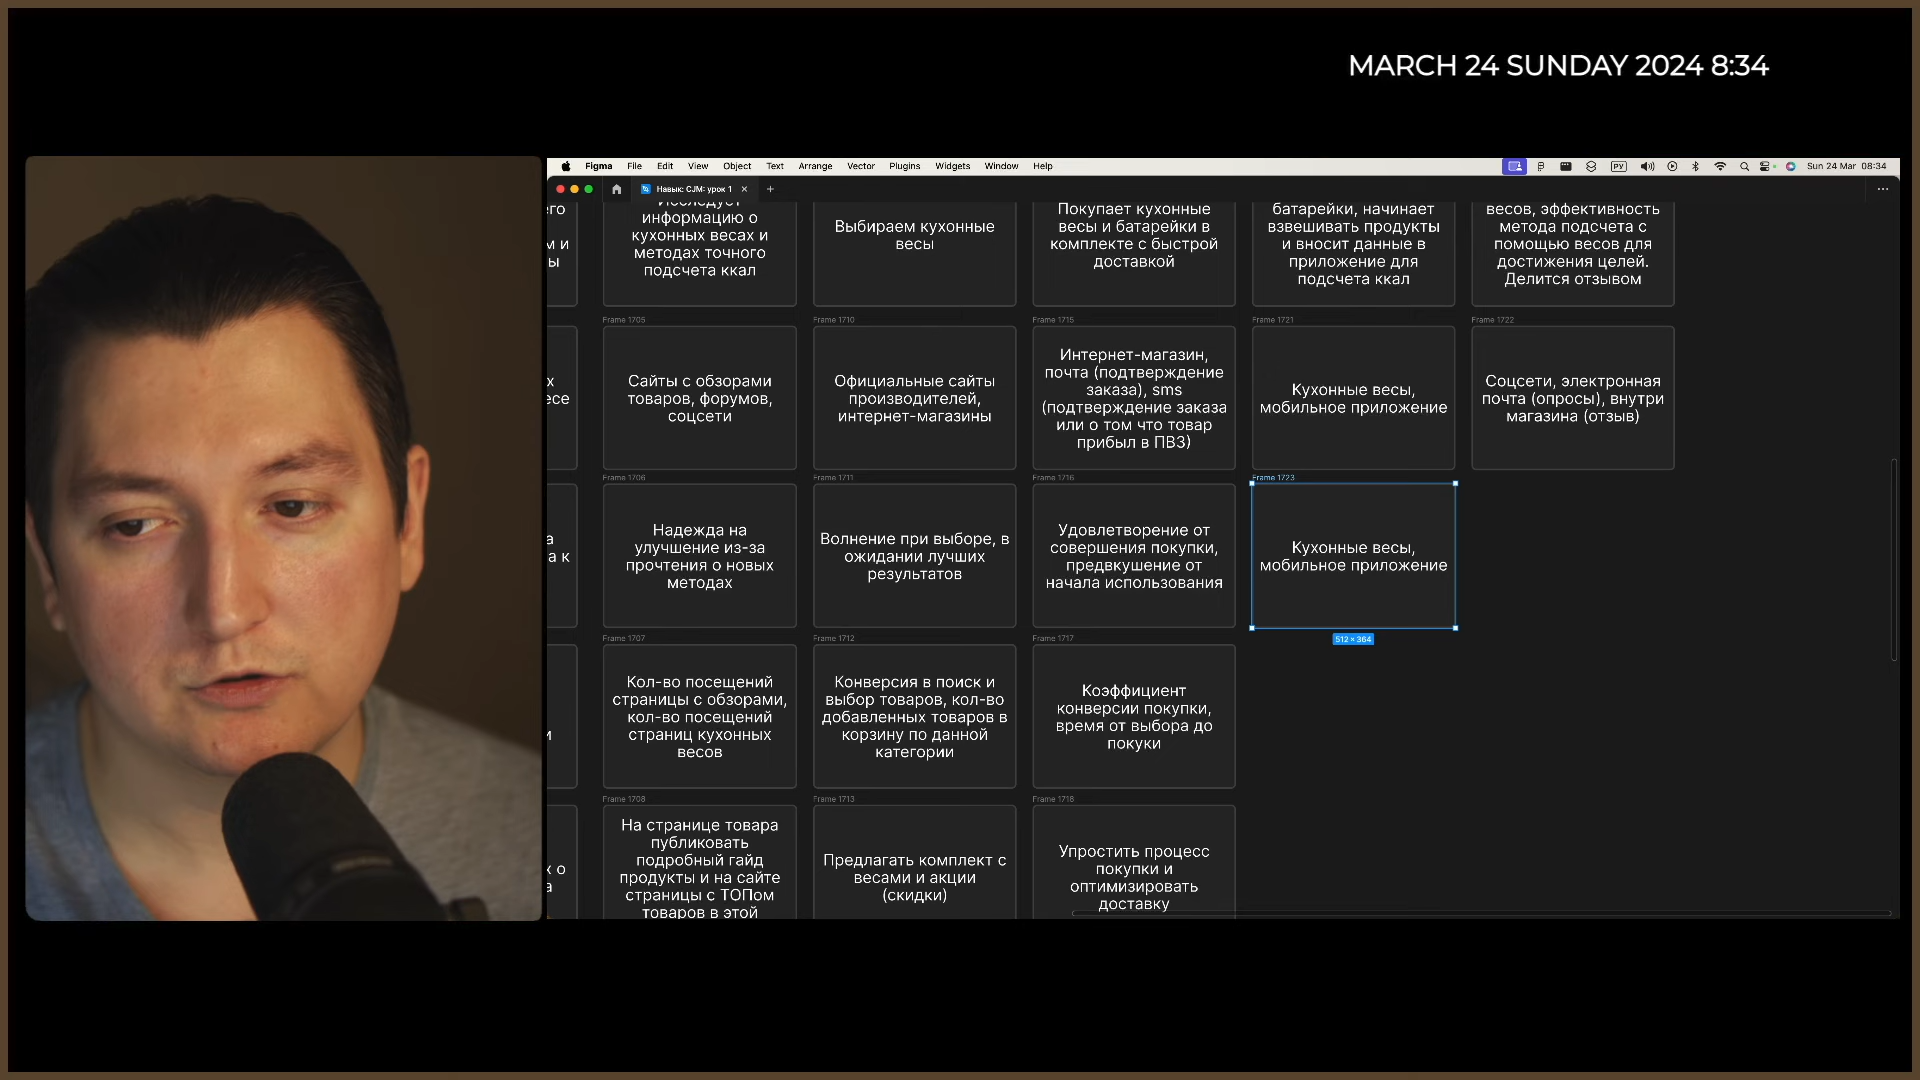 MARCH 24 SUNDAY 2024 8:34
Figma File Edit View Object Text Arrange Vector Plugins Widgets Window Help
РУ
Sun 24 Mar 08:34
Навык: CJM: урок 1
Исследует
информацию о
кухонных весах и
методах точного
подсчета ккал
Выбираем кухонные
весы
Покупает кухонные
весы и батарейки в
комплекте с быстрой
доставкой
батарейки, начинает
взвешивать продукты
и вносит данные в
приложение для
подсчета ккал
весов, эффективность
метода подсчета с
помощью весов для
достижения целей.
Делится отзывом
Frame 1705
Сайты с обзорами
товаров, форумов,
соцсети
Frame 1710
Официальные сайты
производителей,
интернет-магазины
Frame 1715
Интернет-магазин,
почта (подтверждение
заказа), sms
(подтверждение заказа
или о том что товар
прибыл в ПВЗ)
Frame 1721
Кухонные весы,
мобильное приложение
Frame 1722
Соцсети, электронная
почта (опросы), внутри
магазина (отзыв)
Frame 1706
Надежда на
улучшение из-за
прочтения о новых
методах
Frame 1711
Волнение при выборе, в
ожидании лучших
результатов
Frame 1716
Удовлетворение от
совершения покупки,
предвкушение от
начала использования
Frame 1723
Кухонные весы,
мобильное приложение
512 × 364
Frame 1707
Кол-во посещений
страницы с обзорами,
кол-во посещений
страниц кухонных
весов
Frame 1712
Конверсия в поиск и
выбор товаров, кол-во
добавленных товаров в
корзину по данной
категории
Frame 1717
Коэффициент
конверсии покупки,
время от выбора до
покуки
Frame 1708
На странице товара
публиковать
подробный гайд
продукты и на сайте
страницы с ТОПом
товаров в этой
Frame 1713
Предлагать комплект с
весами и акции
(скидки)
Frame 1718
Упростить процесс
покупки и
оптимизировать
доставку